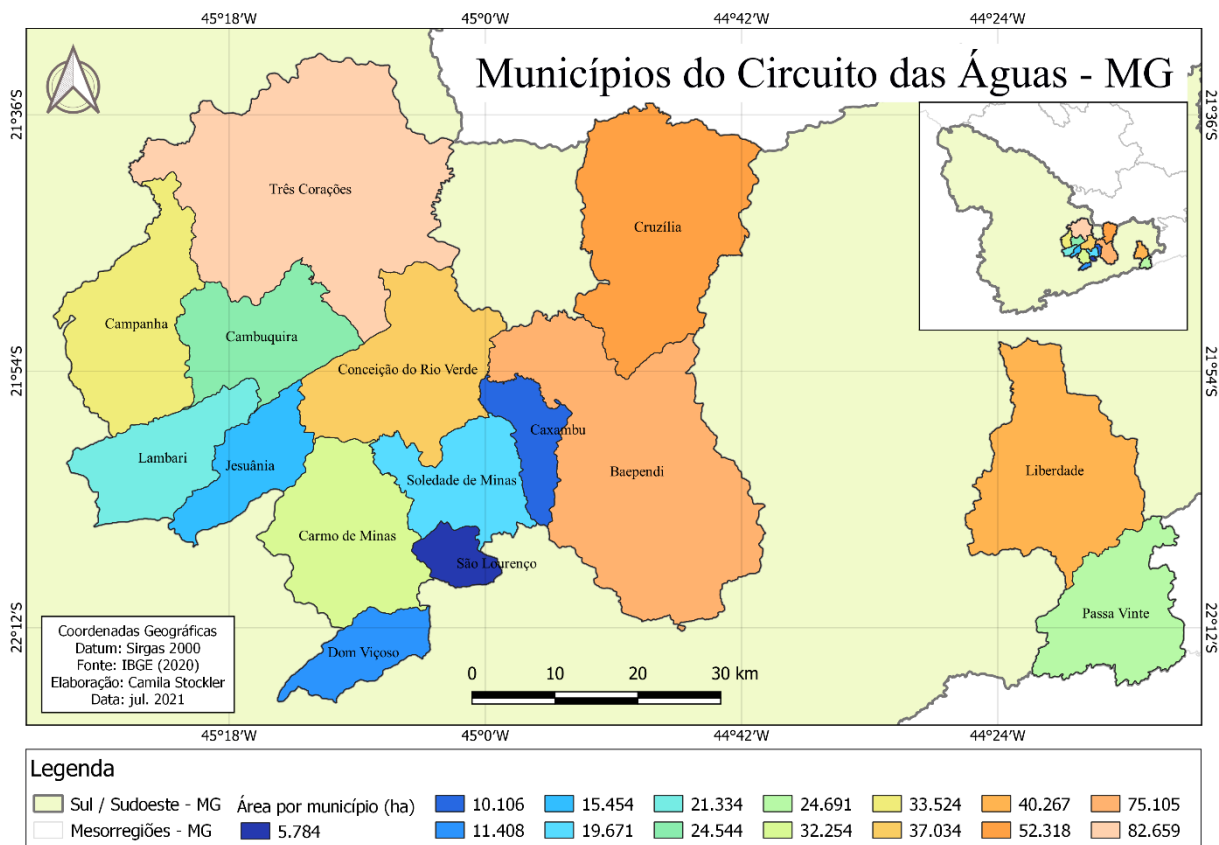 45°18'W 45°0'W 44°42'W 44°24'W
Municípios do Circuito das Águas - MG
21°36'S 21°36'S
Três Corações
Cruzília
Campanha
Cambuquira
21°54'S 21°54'S
Conceição do Rio Verde
Caxambu
Lambari
Jesuânia
Soledade de Minas
Baependi
Liberdade
Carmo de Minas
São Lourenço
Passa Vinte
22°12'S 22°12'S
Dom Viçoso
Coordenadas Geográficas
Datum: Sirgas 2000
Fonte: IBGE (2020)
Elaboração: Camila Stockler
Data: jul. 2021
0 10 20 30 km
45°18'W 45°0'W 44°42'W 44°24'W
Legenda
Sul / Sudoeste - MG
Mesorregiões - MG
Área por município (ha)
5.784
10.106 15.454 21.334 24.691 33.524 40.267 75.105
11.408 19.671 24.544 32.254 37.034 52.318 82.659